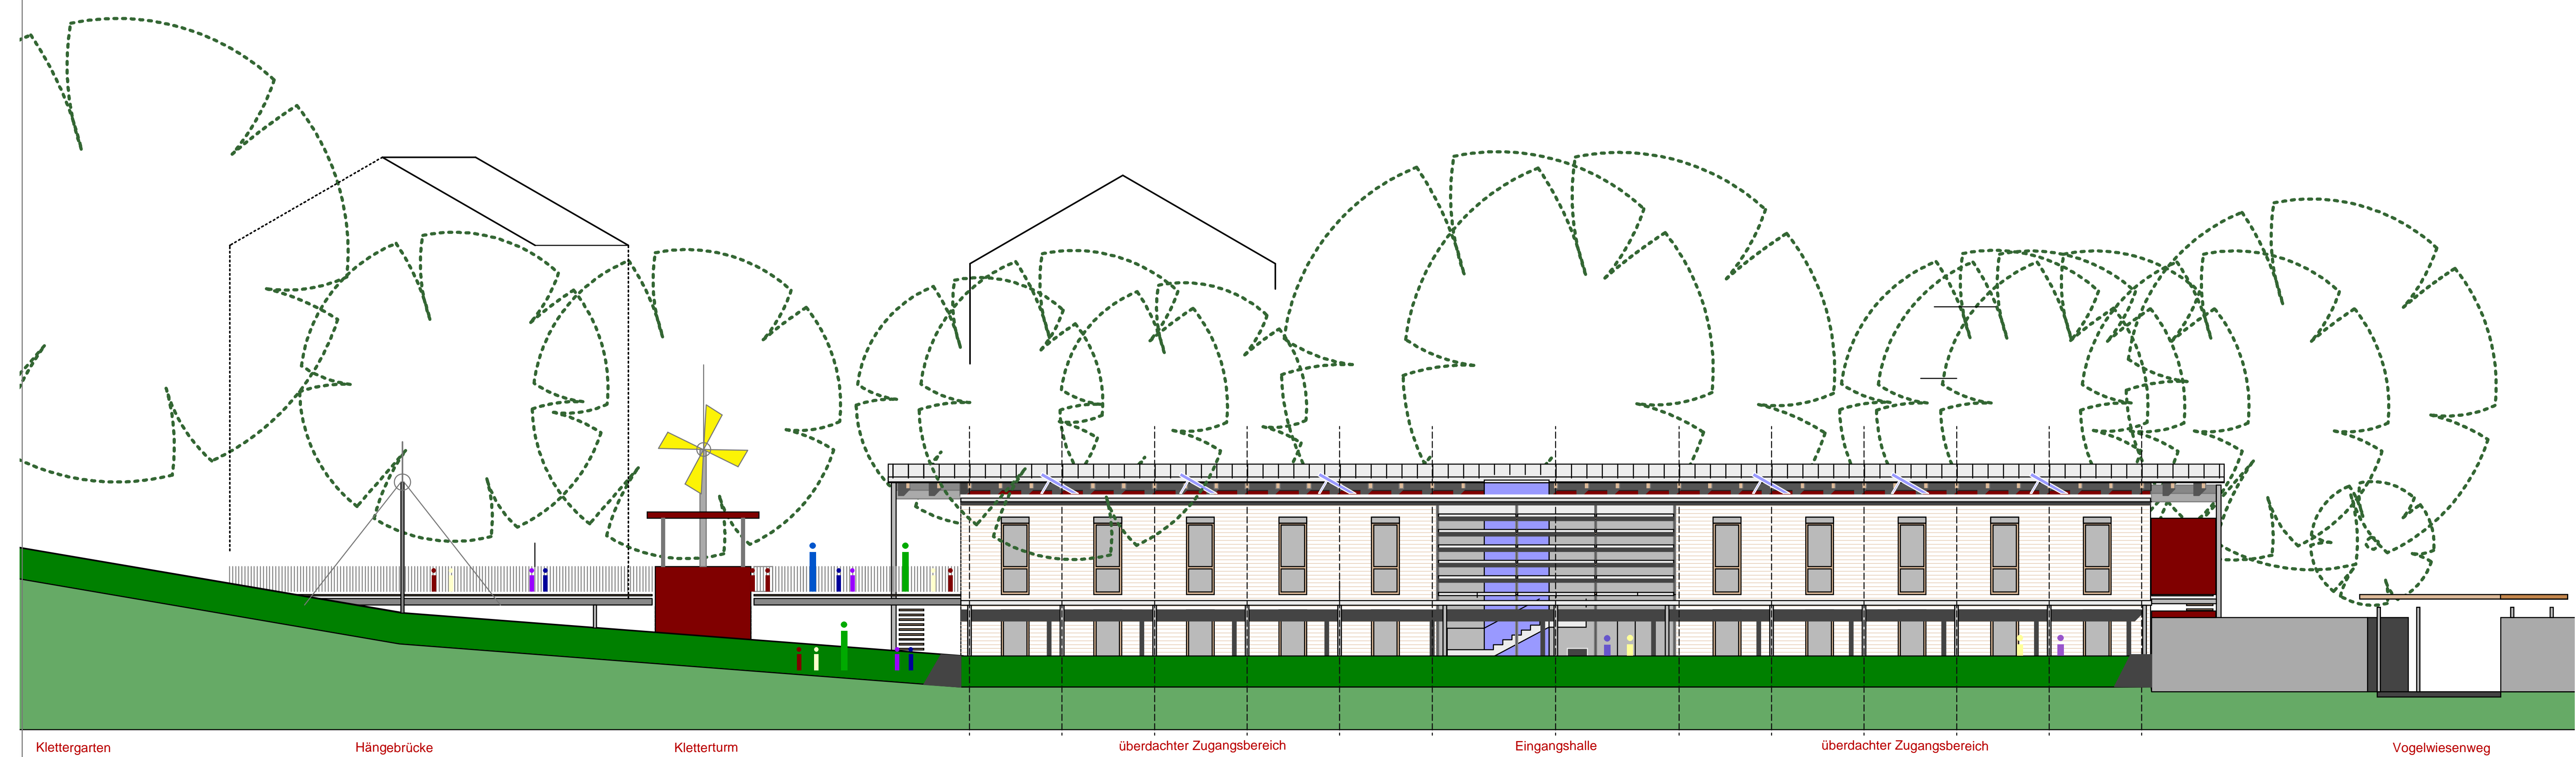 Klettergarten
Hängebrücke
Kletterturm
überdachter Zugangsbereich
Eingangshalle
überdachter Zugangsbereich
Vogelwiesenweg